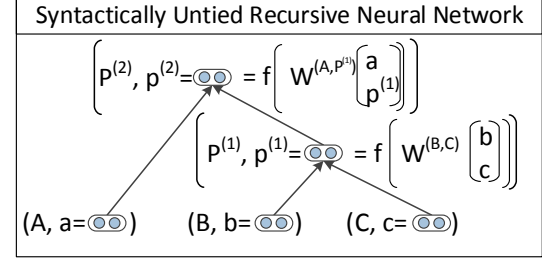 Syntactically Untied Recursive Neural Network
(P^(2), p^(2)= = f(W^(A,P^(1)) [a p^(1)]))
(P^(1), p^(1)= = f(W^(B,C) [b c]))
(A, a= ) (B, b= ) (C, c= )